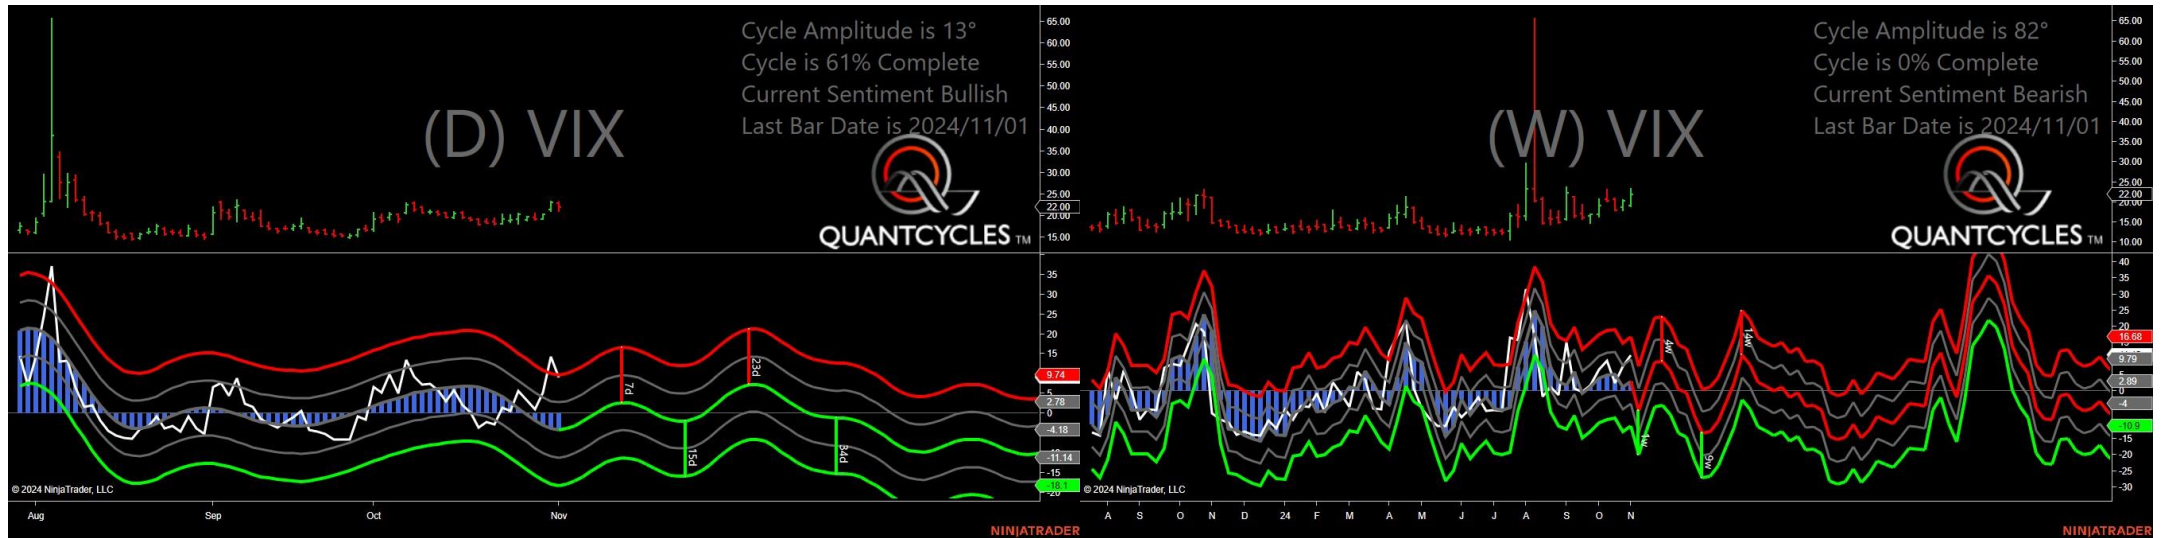 Cycle Amplitude is 13°
Cycle is 61% Complete
Current Sentiment Bullish
Last Bar Date is 2024/11/01
(D) VIX
QUANTCYCLES TM
65.00
60.00
55.00
50.00
45.00
40.00
35.00
30.00
25.00
22.00
20.00
15.00
35
30
25
20
15
9.74
5
2.78
0
-4.18
-11.14
-15
-18.1
-20
7d
23d
15d
34d
© 2024 NinjaTrader, LLC
Aug Sep Oct Nov
NINJATRADER
Cycle Amplitude is 82°
Cycle is 0% Complete
Current Sentiment Bearish
Last Bar Date is 2024/11/01
(W) VIX
QUANTCYCLES TM
65.00
60.00
55.00
50.00
45.00
40.00
35.00
30.00
25.00
22.00
20.00
15.00
10.00
40
35
30
25
20
16.68
9.79
2.89
0
-4
-10.9
-15
-20
-25
-30
4w
14w
1w
9w
© 2024 NinjaTrader, LLC
A S O N D 24 F M A M J J A S O N
NINJATRADER